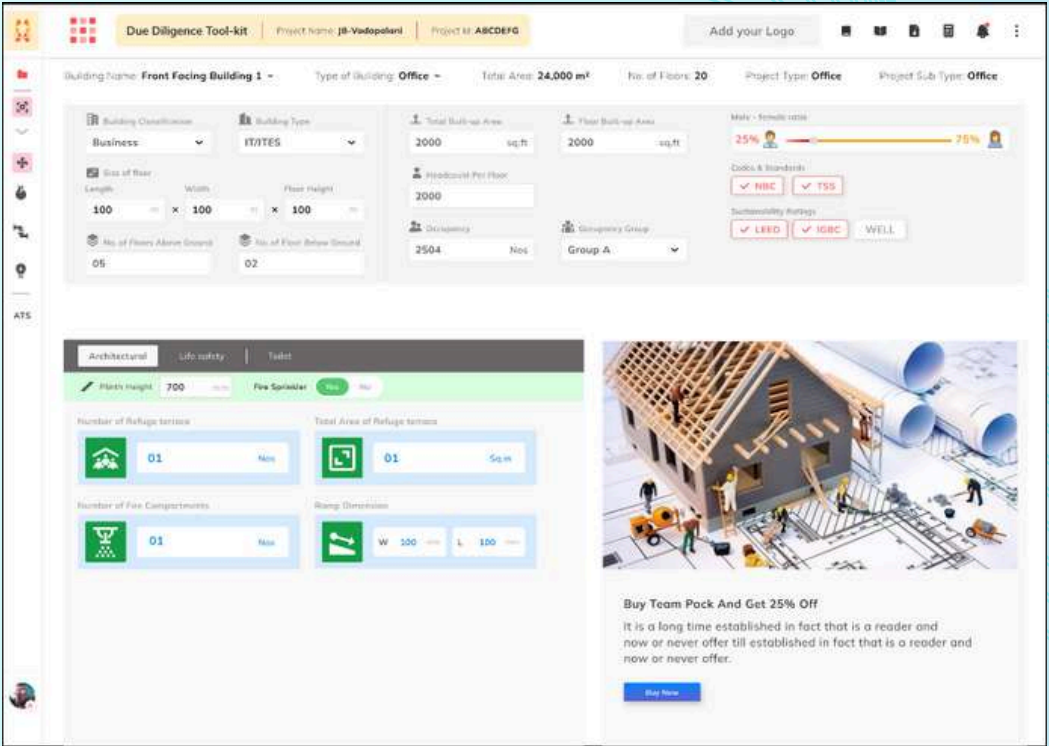 Due Diligence Tool-kit Project Name: JB-Vadapalani Project Id: ABCDEFG Add your Logo
Building Name: Front Facing Building 1 Type of Building: Office Total Area: 24,000 m² No. of Floors: 20 Project Type: Office Project Sub Type: Office
Building Classification Building Type Total Built-up Area Floor Built-up Area Male - Female ratio
Business IT/ITES 2000 sq.ft 2000 sq.ft 25% 75%
Size of floor Headcount Per Floor Codes & Standards
Length Width Floor Height 2000 NBC TSS
100 m × 100 m × 100 m Sustainability Ratings
No. of Floors Above Ground No. of Floor Below Ground Occupancy Occupancy Group LEED IGBC WELL
05 02 2504 Nos Group A
ATS
Architectural Life safety Toilet
Plinth Height 700 mm Fire Sprinkler Yes No
Number of Refuge terrace Total Area of Refuge terrace
01 Nos 01 Sq.m
Number of Fire Compartments Ramp Dimension
01 Nos W 100 mm L 100 mm
Buy Team Pack And Get 25% Off
It is a long time established in fact that is a reader and
now or never offer till established in fact that is a reader and
now or never offer.
Buy Now